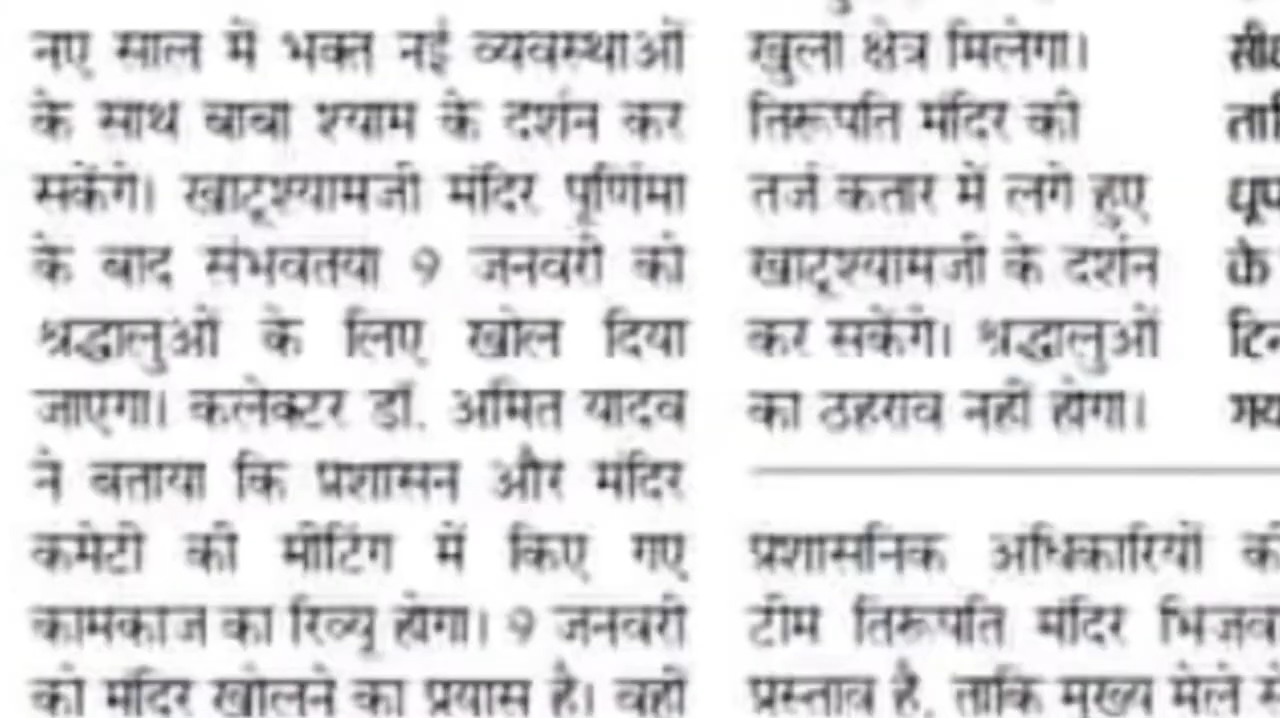 नए साल में भक्त नई व्यवस्थाओं
के साथ बाबा श्याम के दर्शन कर
सकेंगे। खाटूश्यामजी मंदिर पूर्णिमा
के बाद संभवतया 9 जनवरी को
श्रद्धालुओं के लिए खोल दिया
जाएगा। कलेक्टर डॉ. अमित यादव
ने बताया कि प्रशासन और मंदिर
कमेटी की मीटिंग में किए गए
कामकाज का रिव्यू होगा। 9 जनवरी
को मंदिर खोलने का प्रयास है। वहीं
खुला क्षेत्र मिलेगा।
तिरूपति मंदिर की
तर्ज कतार में लगे हुए
खाटूश्यामजी के दर्शन
कर सकेंगे। श्रद्धालुओं
का ठहराव नहीं होगा।
प्रशासनिक अधिकारियों की
टीम तिरूपति मंदिर
प्रस्ताव है, ताकि मुख्य मेले
के